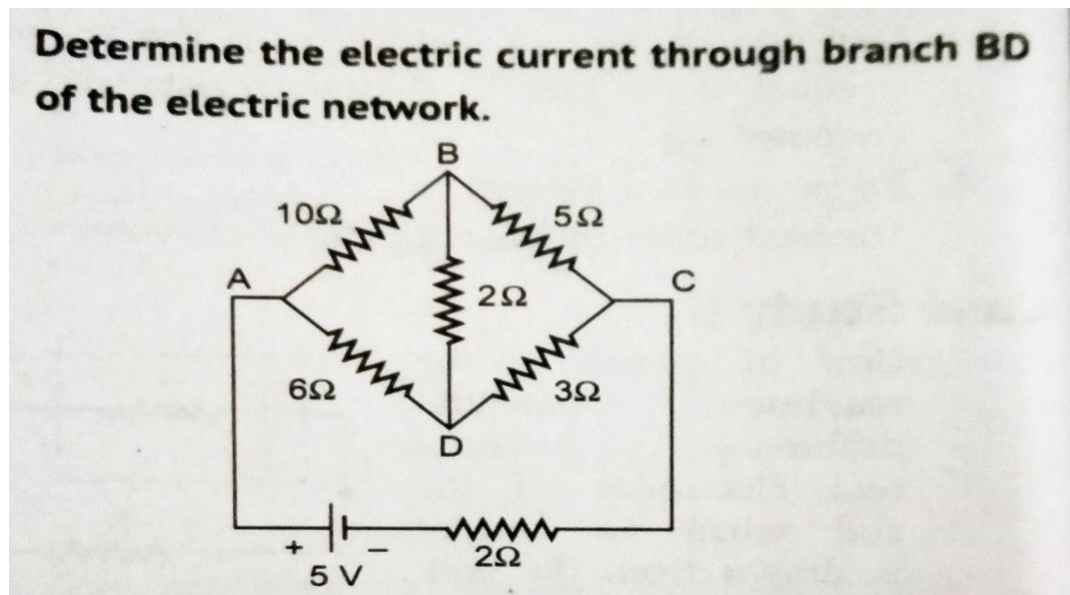 Determine the electric current through branch BD
of the electric network.
B
10Ω
5Ω
A
C
2Ω
6Ω
3Ω
D
+
-
2Ω
5 V